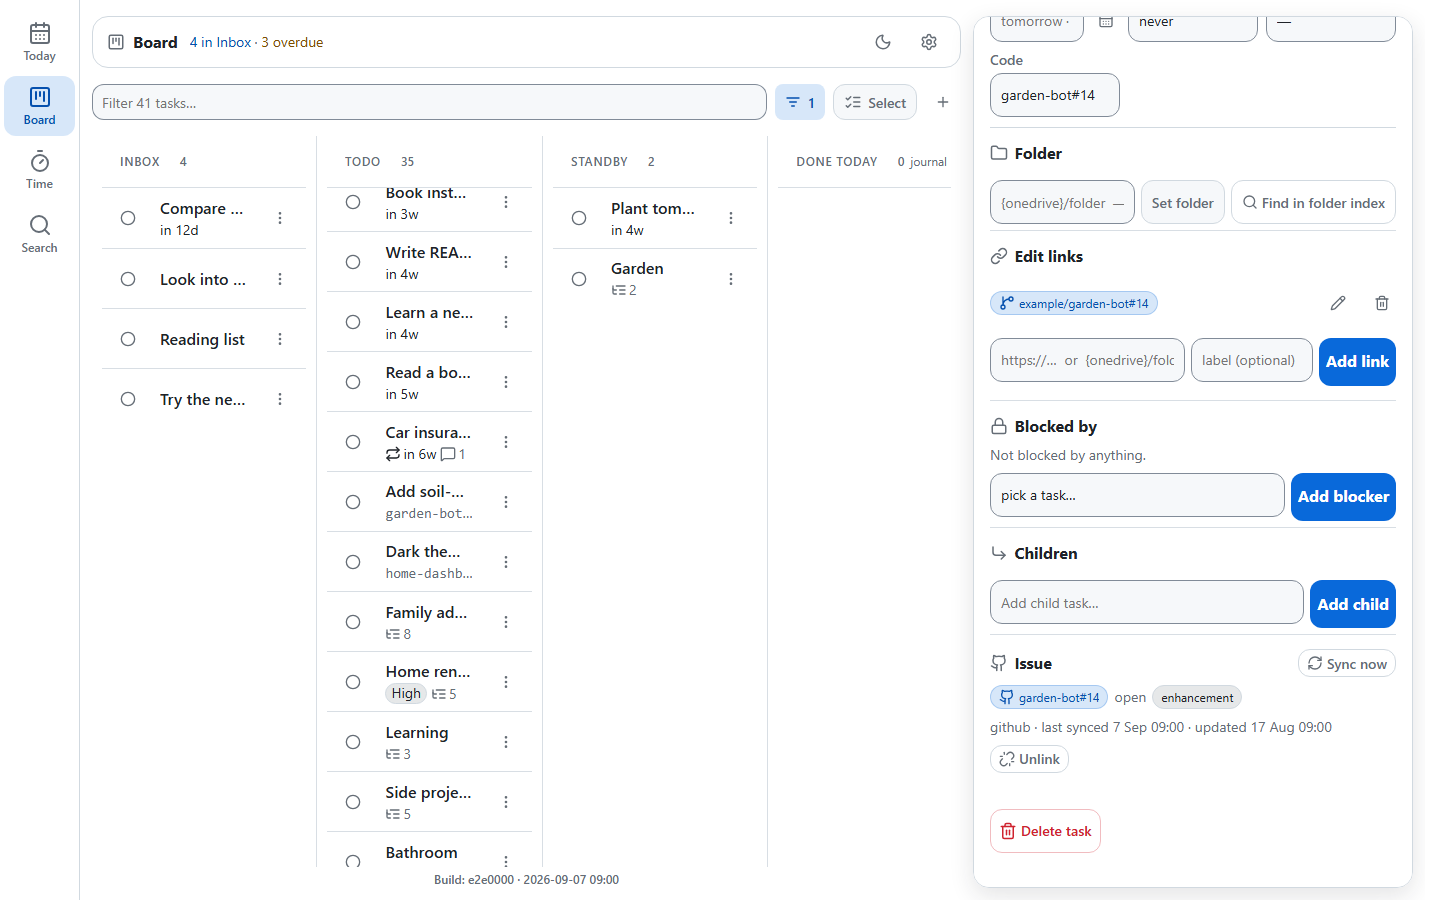 Today
Board
Time
Search
Board 4 in Inbox · 3 overdue
Filter 41 tasks...
1
Select
INBOX 4
Compare ...
in 12d
Look into ...
Reading list
Try the ne...
TODO 35
Book inst...
in 3w
Write REA...
in 4w
Learn a ne...
in 4w
Read a bo...
in 5w
Car insura...
in 6w 1
Add soil-...
garden-bot...
Dark the...
home-dashb...
Family ad...
8
Home ren...
High 5
Learning
3
Side proje...
5
Bathroom
STANDBY 2
Plant tom...
in 4w
Garden
2
DONE TODAY 0 journal
Build: e2e0000 · 2026-09-07 09:00
tomorrow ·
never
—
Code
garden-bot#14
Folder
{onedrive}/folder —
Set folder
Find in folder index
Edit links
example/garden-bot#14
https://... or {onedrive}/folc
label (optional)
Add link
Blocked by
Not blocked by anything.
pick a task...
Add blocker
Children
Add child task...
Add child
Issue
Sync now
garden-bot#14 open enhancement
github · last synced 7 Sep 09:00 · updated 17 Aug 09:00
Unlink
Delete task